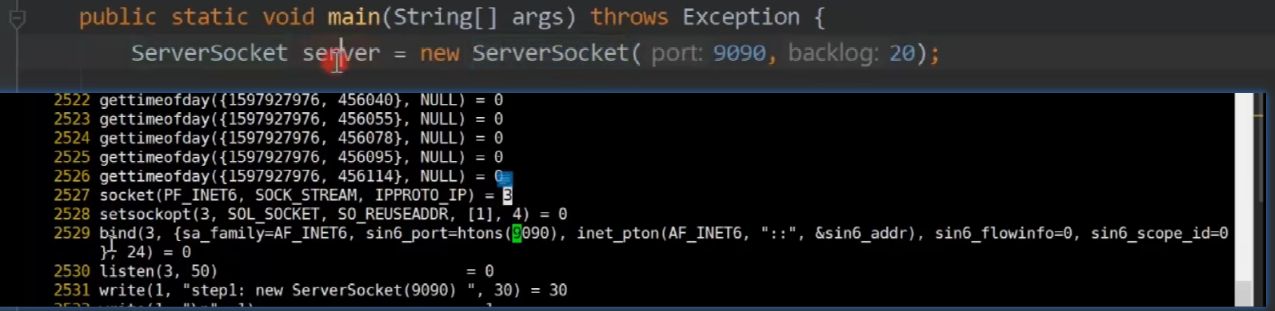 public static void main(String[] args) throws Exception {
ServerSocket server = new ServerSocket( port: 9090, backlog: 20);
2522 gettimeofday({1597927976, 456040}, NULL) = 0
2523 gettimeofday({1597927976, 456055}, NULL) = 0
2524 gettimeofday({1597927976, 456078}, NULL) = 0
2525 gettimeofday({1597927976, 456095}, NULL) = 0
2526 gettimeofday({1597927976, 456114}, NULL) = 0
2527 socket(PF_INET6, SOCK_STREAM, IPPROTO_IP) = 3
2528 setsockopt(3, SOL_SOCKET, SO_REUSEADDR, [1], 4) = 0
2529 bind(3, {sa_family=AF_INET6, sin6_port=htons(9090), inet_pton(AF_INET6, "::", &sin6_addr), sin6_flowinfo=0, sin6_scope_id=0
}, 24) = 0
2530 listen(3, 50) = 0
2531 write(1, "step1: new ServerSocket(9090) ", 30) = 30